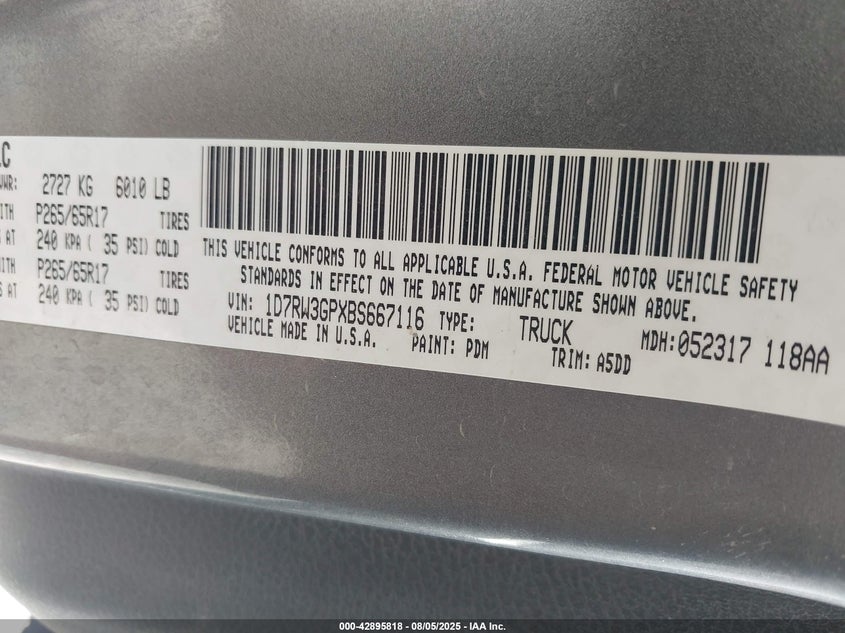 2727 KG 6010 LB
P265/65R17 TIRES
240 KPA ( 35 PSI) COLD
P265/65R17 TIRES
240 KPA ( 35 PSI) COLD
THIS VEHICLE CONFORMS TO ALL APPLICABLE U.S.A. FEDERAL MOTOR VEHICLE SAFETY
STANDARDS IN EFFECT ON THE DATE OF MANUFACTURE SHOWN ABOVE.
VIN: 1D7RW3GPXBS667116 TYPE: TRUCK MDH:052317 118AA
VEHICLE MADE IN U.S.A. PAINT: PDM TRIM: A5DD
000-42895818 - 08/05/2025 - IAA Inc.